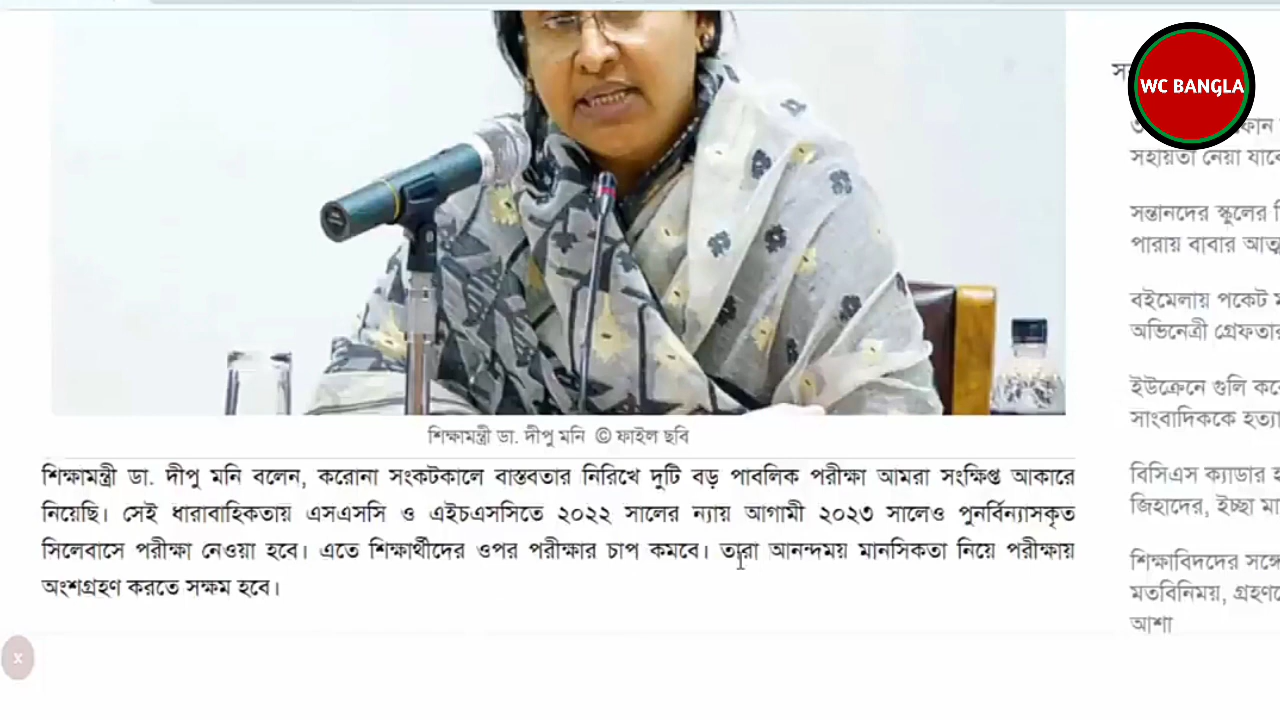 WC BANGLA
শিক্ষামন্ত্রী ডা. দীপু মনি © ফাইল ছবি
শিক্ষামন্ত্রী ডা. দীপু মনি বলেন, করোনা সংকটকালে বাস্তবতার নিরিখে দুটি বড় পাবলিক পরীক্ষা আমরা সংক্ষিপ্ত আকারে
নিয়েছি। সেই ধারাবাহিকতায় এসএসসি ও এইচএসসিতে ২০২২ সালের ন্যায় আগামী ২০২৩ সালেও পুনর্বিন্যাসকৃত
সিলেবাসে পরীক্ষা নেওয়া হবে। এতে শিক্ষার্থীদের ওপর পরীক্ষার চাপ কমবে। তারা আনন্দময় মানসিকতা নিয়ে পরীক্ষায়
অংশগ্রহণ করতে সক্ষম হবে।
সহায়তা নেয়া যাবে
সন্তানদের স্কুলের
পারায় বাবার
বইমেলায় পকেট
অভিনেত্রী গ্রেফতার
ইউক্রেনে গুলি করে
সাংবাদিককে হত্যা
বিসিএস ক্যাডার
জিহাদের, ইচ্ছা
শিক্ষাবিদদের সঙ্গে
মতবিনিময়,
আশা
x